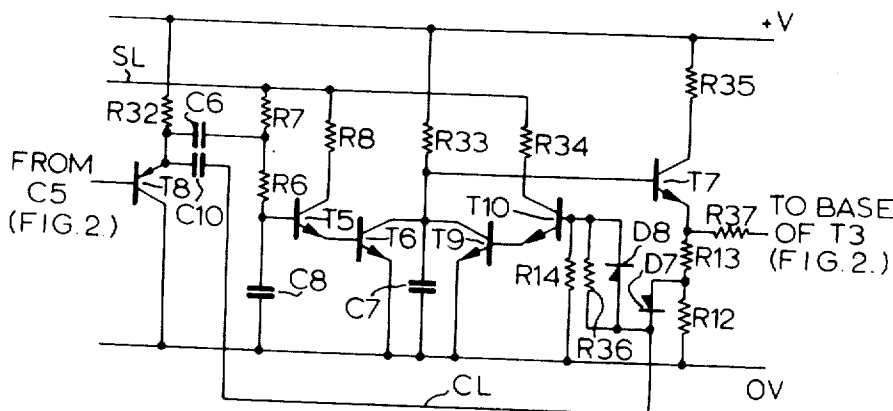 +V
SL
C6
R32
R7
R8
R33
R34
R35
FROM
C5
(FIG.2.)
T8
C10
R6
T5
T6
T9
T10
T7
R37
TO BASE
OF T3
(FIG.2.)
D8
D7
R13
R14
C8
C7
R36
R12
CL
OV